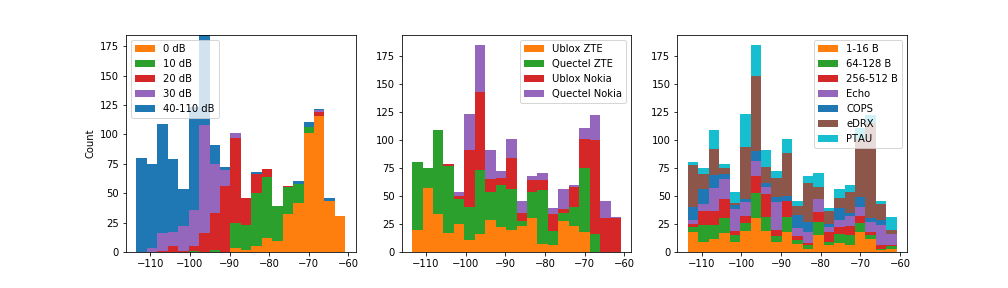 Count
175
150
125
100
75
50
25
0
−110
−100
−90
−80
−70
−60
0 dB
10 dB
20 dB
30 dB
40-110 dB
175
150
125
100
75
50
25
0
−110
−100
−90
−80
−70
−60
Ublox ZTE
Quectel ZTE
Ublox Nokia
Quectel Nokia
175
150
125
100
75
50
25
0
−110
−100
−90
−80
−70
−60
1-16 B
64-128 B
256-512 B
Echo
COPS
eDRX
PTAU